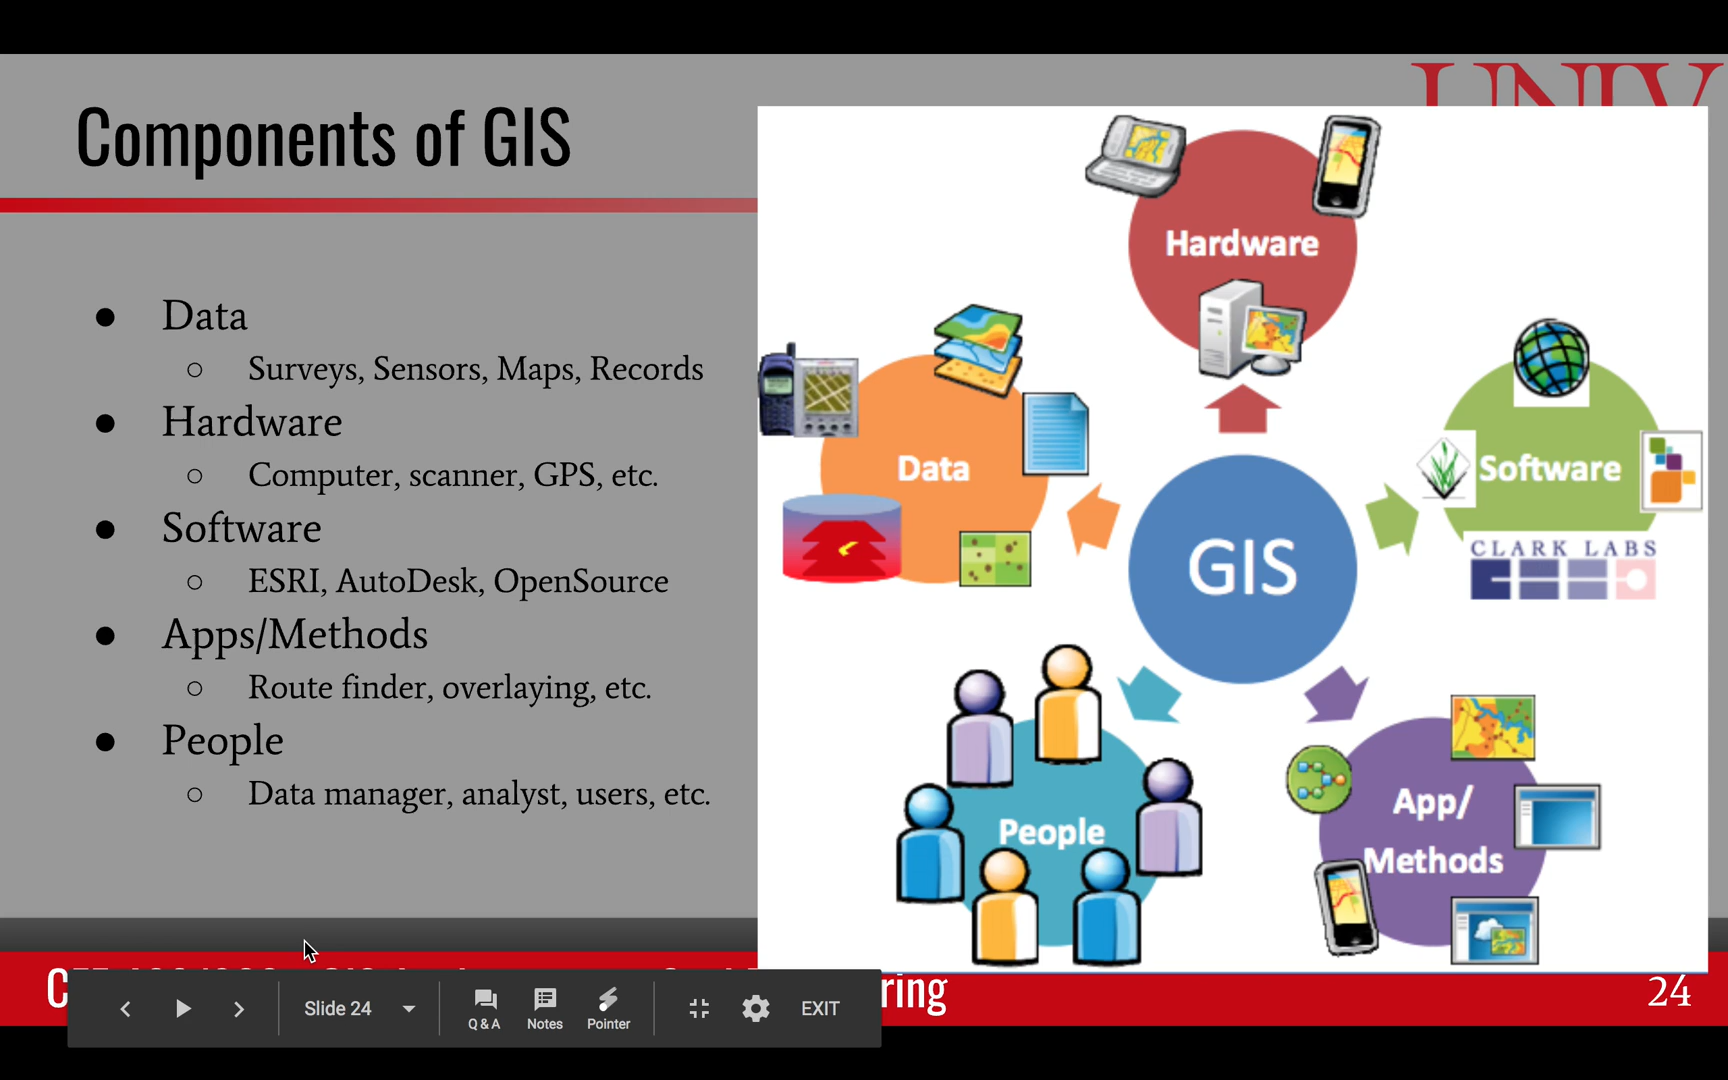 UNIV
Components of GIS
● Data
○ Surveys, Sensors, Maps, Records
● Hardware
○ Computer, scanner, GPS, etc.
● Software
○ ESRI, AutoDesk, OpenSource
● Apps/Methods
○ Route finder, overlaying, etc.
● People
○ Data manager, analyst, users, etc.
Hardware
Data
Software
CLARK LABS
GIS
People
App/
Methods
ring
24
Slide 24
Q & A
Notes
Pointer
EXIT